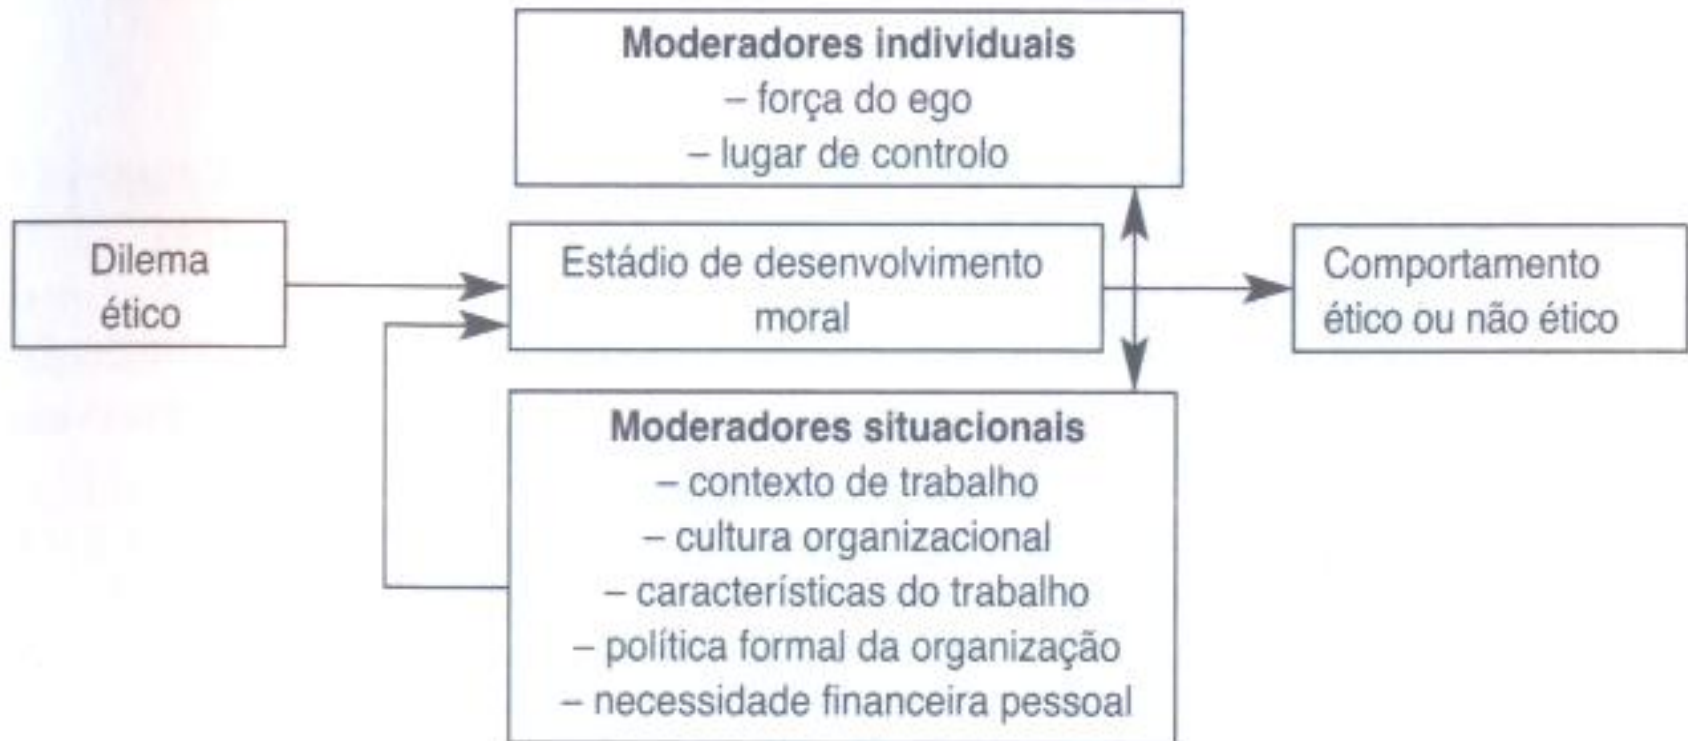 Moderadores individuais
– força do ego
– lugar de controlo
Dilema
ético
Estádio de desenvolvimento
moral
Comportamento
ético ou não ético
Moderadores situacionais
– contexto de trabalho
– cultura organizacional
– características do trabalho
– política formal da organização
– necessidade financeira pessoal